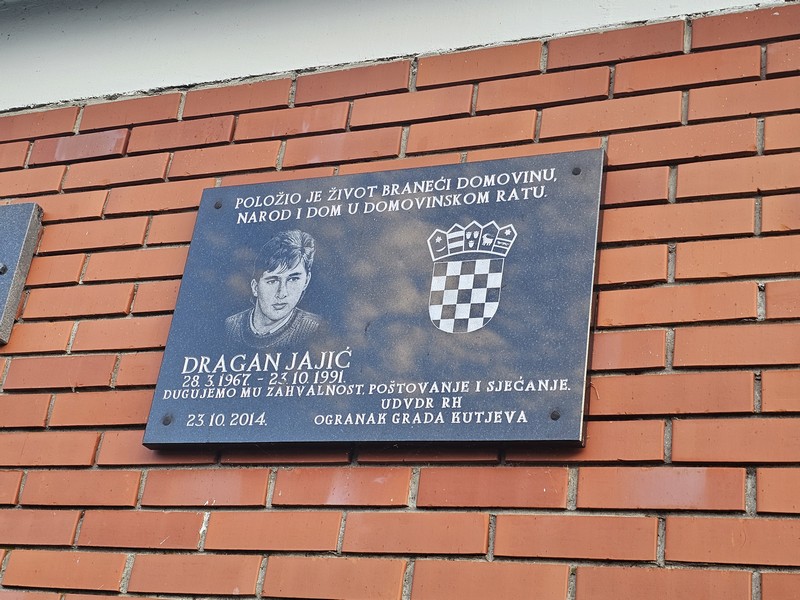 POLOŽIO JE ŽIVOT BRANEĆI DOMOVINU,
NAROD I DOM U DOMOVINSKOM RATU.
DRAGAN JAJIĆ
28.3.1967. - 23.10.1991.
DUGUJEMO MU ZAHVALNOST, POŠTOVANJE I SJEĆANJE.
UDVDR RH
23.10.2014. OGRANAK GRADA KUTJEVA